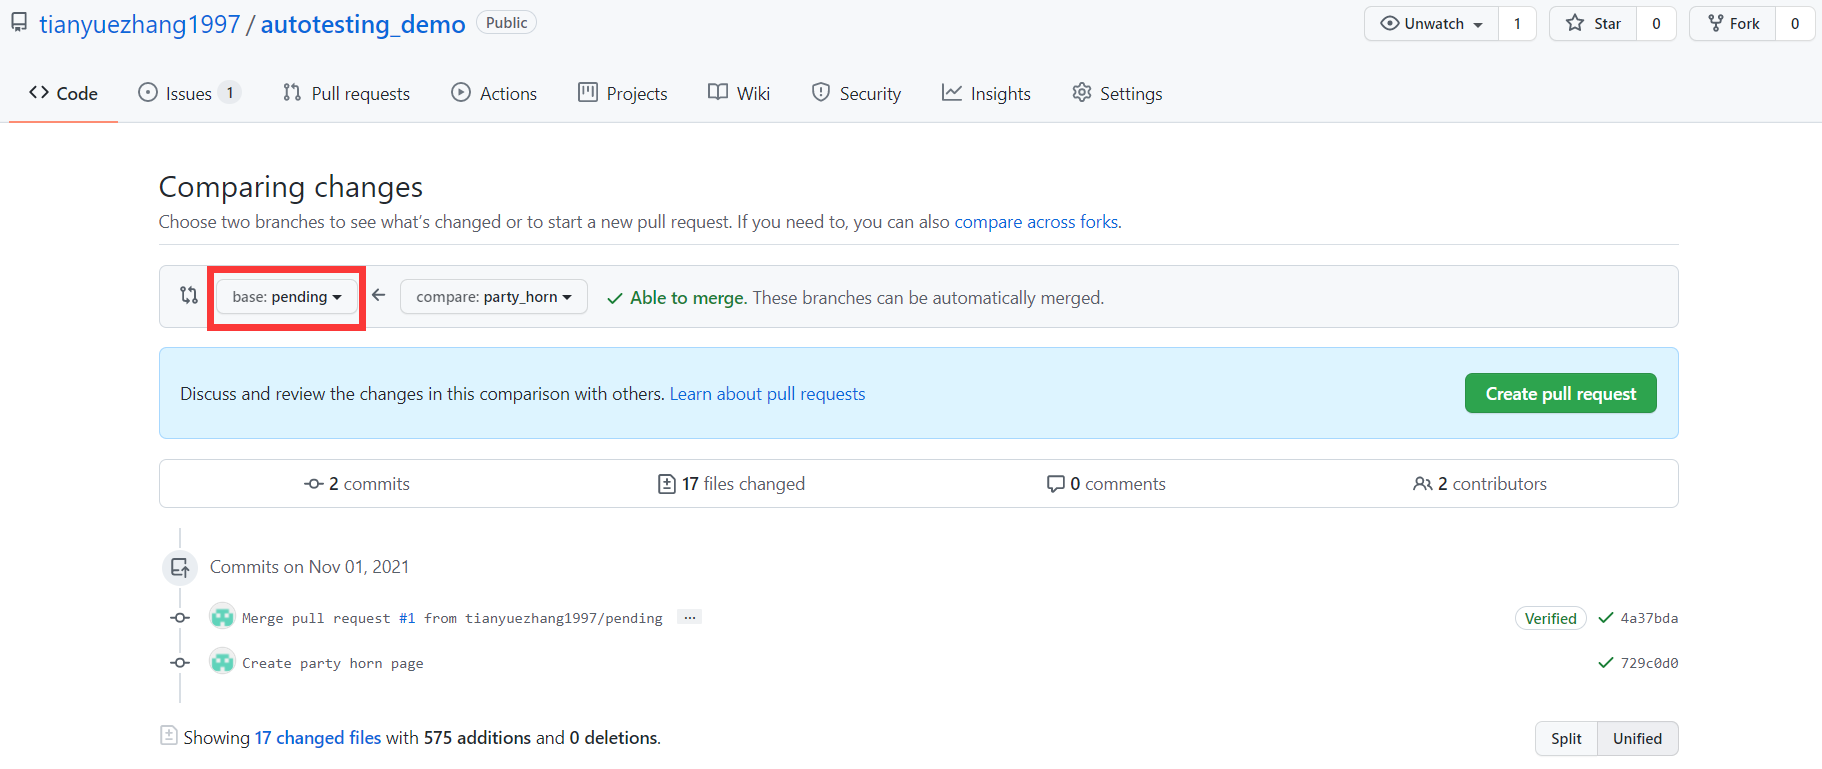 tianyuezhang1997 / autotesting_demo Public Unwatch 1 Star 0 Fork 0
Code Issues 1 Pull requests Actions Projects Wiki Security Insights Settings
Comparing changes
Choose two branches to see what's changed or to start a new pull request. If you need to, you can also compare across forks.
base: pending compare: party_horn Able to merge. These branches can be automatically merged.
Discuss and review the changes in this comparison with others. Learn about pull requests Create pull request
2 commits 17 files changed 0 comments 2 contributors
Commits on Nov 01, 2021
Merge pull request #1 from tianyuezhang1997/pending ... Verified 4a37bda
Create party horn page 729c0d0
Showing 17 changed files with 575 additions and 0 deletions. Split Unified